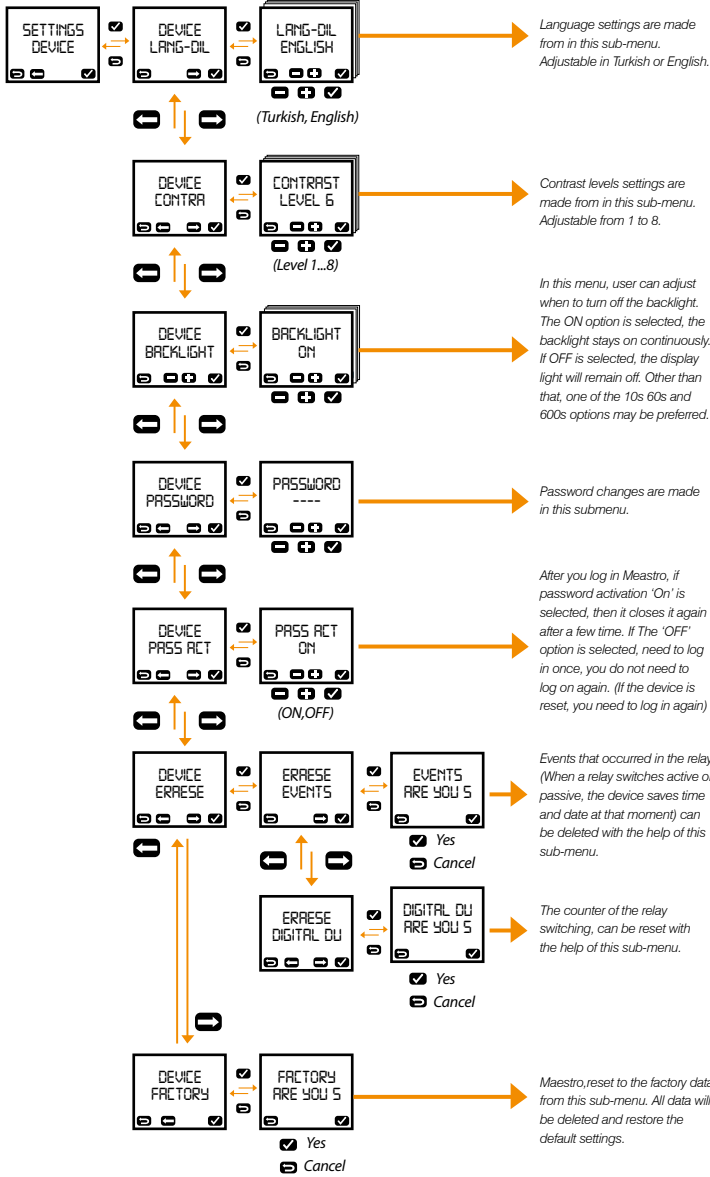 SETTINGS
DEVICE
DEVICE
LANG-DIL
LANG-DIL
ENGLISH
(Turkish, English)
Language settings are made
from in this sub-menu.
Adjustable in Turkish or English.
DEVICE
CONTRA
CONTRAST
LEVEL 6
(Level 1...8)
Contrast levels settings are
made from in this sub-menu.
Adjustable from 1 to 8.
DEVICE
BACKLIGHT
BACKLIGHT
ON
In this menu, user can adjust
when to turn off the backlight.
The ON option is selected, the
backlight stays on continuously.
If OFF is selected, the display
light will remain off. Other than
that, one of the 10s 60s and
600s options may be preferred.
DEVICE
PASSWORD
PASSWORD
----
Password changes are made
in this submenu.
DEVICE
PASS ACT
PASS ACT
ON
(ON,OFF)
After you log in Meastro, if
password activation ‘On’ is
selected, then it closes it again
after a few time. If The ‘OFF’
option is selected, need to log
in once, you do not need to
log on again. (If the device is
reset, you need to log in again)
DEVICE
ERAESE
ERAESE
EVENTS
EVENTS
ARE YOU S
Yes
Cancel
Events that occurred in the relay
(When a relay switches active
passive, the device saves time
and date at that moment) can
be deleted with the help of this
sub-menu.
ERAESE
DIGITAL OU
DIGITAL OU
ARE YOU S
Yes
Cancel
The counter of the relay
switching, can be reset with
the help of this sub-menu.
DEVICE
FACTORY
FACTORY
ARE YOU S
Yes
Cancel
Maestro,reset to the factory data
from this sub-menu. All data will
be deleted and restore the
default settings.